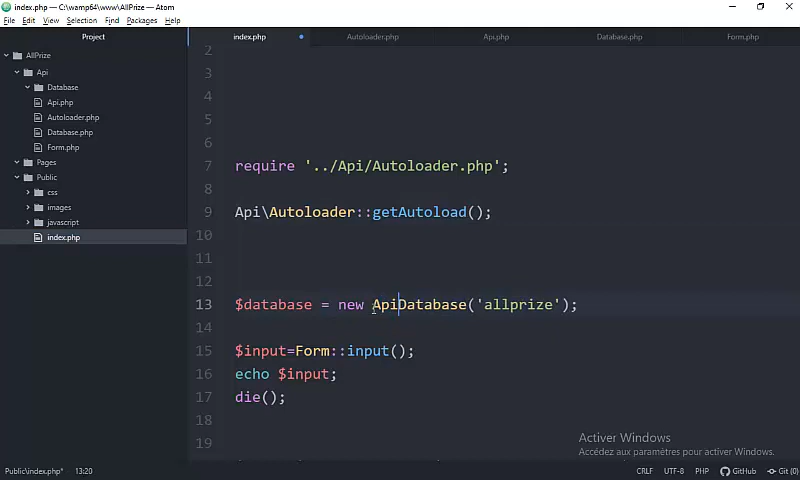 index.php — C:\wamp64\www\AllPrize — Atom
File Edit View Selection Find Packages Help
Project
index.php Autoloader.php Api.php Database.php Form.php
AllPrize
Api
Database
Api.php
Autoloader.php
Database.php
Form.php
Pages
Public
css
images
javascript
index.php
2
3
4
5
6
7 require '../Api/Autoloader.php';
8
9 Api\Autoloader::getAutoload();
10
11
12
13 $database = new ApiDatabase('allprize');
14
15 $input=Form::input();
16 echo $input;
17 die();
18
19
Activer Windows
Accédez aux paramètres pour activer Windows.
Public\index.php* 13:20 CRLF UTF-8 PHP GitHub Git (0)